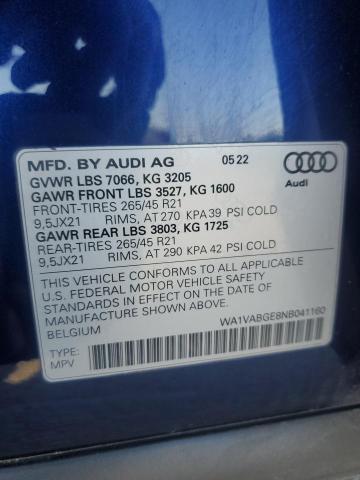 MFD. BY AUDI AG 05 22
GVWR LBS 7066, KG 3205
GAWR FRONT LBS 3527, KG 1600
FRONT-TIRES 265/45 R21
9,5JX21 RIMS, AT 270 KPA 39 PSI COLD
GAWR REAR LBS 3803, KG 1725
REAR-TIRES 265/45 R21
9,5JX21 RIMS, AT 290 KPA 42 PSI COLD
Audi
THIS VEHICLE CONFORMS TO ALL APPLICABLE
U.S. FEDERAL MOTOR VEHICLE SAFETY
STANDARDS IN EFFECT ON THE DATE OF
MANUFACTURE SHOWN ABOVE.
BELGIUM
WA1VABGE8NB041160
TYPE:
MPV